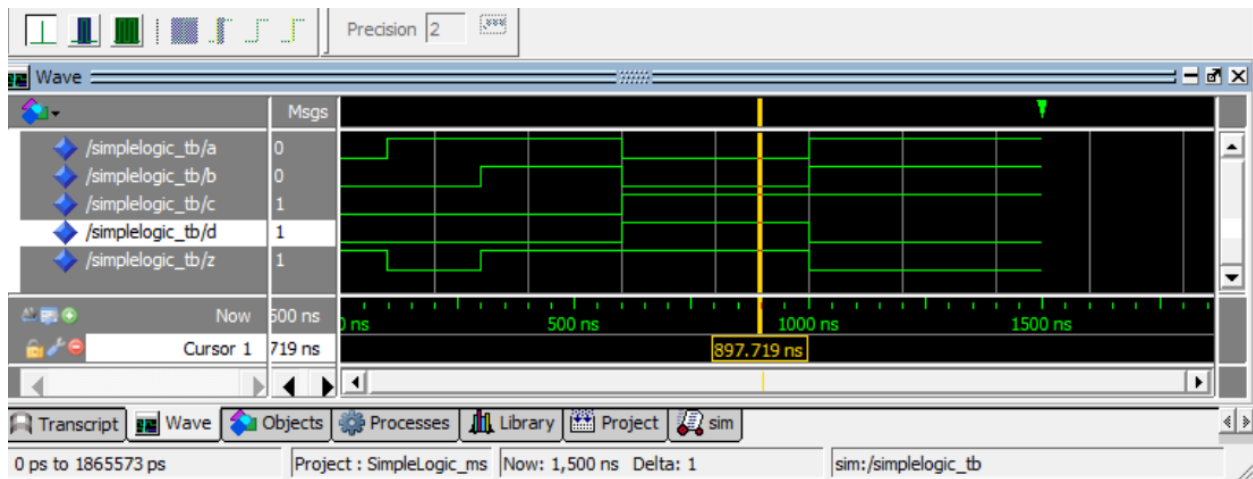 Precision 2
Wave
Msgs
/simplelogic_tb/a 0
/simplelogic_tb/b 0
/simplelogic_tb/c 1
/simplelogic_tb/d 1
/simplelogic_tb/z 1
Now 500 ns
0 ns 500 ns 1000 ns 1500 ns
Cursor 1 719 ns
897.719 ns
Transcript Wave Objects Processes Library Project sim
0 ps to 1865573 ps Project : SimpleLogic_ms Now: 1,500 ns Delta: 1 sim:/simplelogic_tb